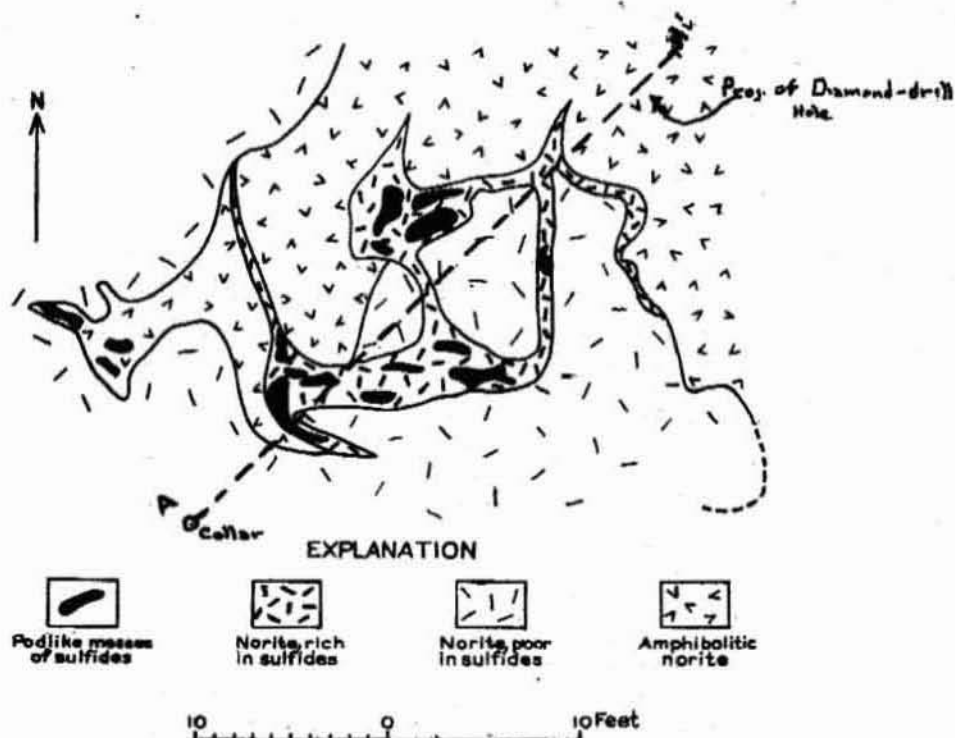 N
Proj. of Diamond-drill
Hole
A
Collar
EXPLANATION
Podlike masses
of sulfides
Norite, rich
in sulfides
Norite, poor
in sulfides
Amphibolitic
norite
10 0 10 Feet